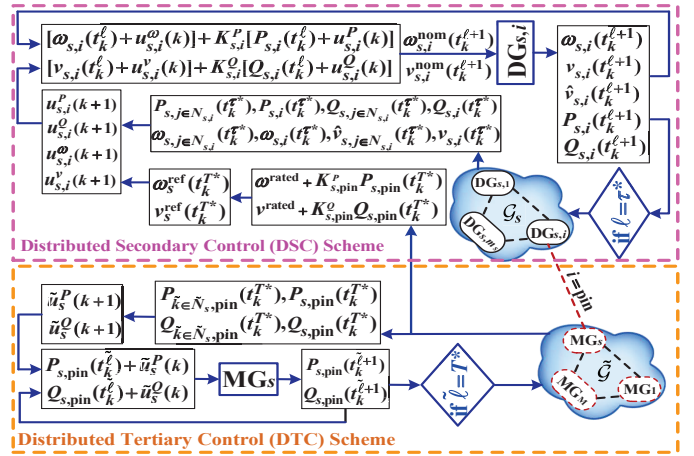 [ω_{s,i}(t_k^ℓ)+u_{s,i}^ω(k)]+K_{s,i}^P[P_{s,i}(t_k^ℓ)+u_{s,i}^P(k)]
[v_{s,i}(t_k^ℓ)+u_{s,i}^v(k)]+K_{s,i}^Q[Q_{s,i}(t_k^ℓ)+u_{s,i}^Q(k)]
ω_{s,i}^{nom}(t_k^{ℓ+1})
v_{s,i}^{nom}(t_k^{ℓ+1})
DG_{s,i}
ω_{s,i}(t_k^{ℓ+1})
v_{s,i}(t_k^{ℓ+1})
v̂_{s,i}(t_k^{ℓ+1})
P_{s,i}(t_k^{ℓ+1})
Q_{s,i}(t_k^{ℓ+1})
u_{s,i}^P(k+1)
u_{s,i}^Q(k+1)
u_{s,i}^ω(k+1)
u_{s,i}^v(k+1)
P_{s,j∈N_{s,i}}(t_k^{τ*}),P_{s,i}(t_k^{τ*}),Q_{s,j∈N_{s,i}}(t_k^{τ*}),Q_{s,i}(t_k^{τ*})
ω_{s,j∈N_{s,i}}(t_k^{τ*}),ω_{s,i}(t_k^{τ*}),v̂_{s,j∈N_{s,i}}(t_k^{τ*}),v_{s,i}(t_k^{τ*})
ω_s^{ref}(t_k^{T*})
v_s^{ref}(t_k^{T*})
ω^{rated}+K_{s,pin}^P P_{s,pin}(t_k^{T*})
v^{rated}+K_{s,pin}^Q Q_{s,pin}(t_k^{T*})
DG_{s,1}
G_s
DG_{s,n_s}
DG_{s,i}
if ℓ=τ*
Distributed Secondary Control (DSC) Scheme
i=pin
ũ_s^P(k+1)
ũ_s^Q(k+1)
P_{k̃∈Ñ_s,pin}(t_k^{T*}),P_{s,pin}(t_k^{T*})
Q_{k̃∈Ñ_s,pin}(t_k^{T*}),Q_{s,pin}(t_k^{T*})
P_{s,pin}(t_k^{ℓ̃})+ũ_s^P(k)
Q_{s,pin}(t_k^{ℓ̃})+ũ_s^Q(k)
MG_s
P_{s,pin}(t_k^{ℓ̃+1})
Q_{s,pin}(t_k^{ℓ̃+1})
if ℓ̃=T*
MG_s
G̃
MG_M
MG_1
Distributed Tertiary Control (DTC) Scheme